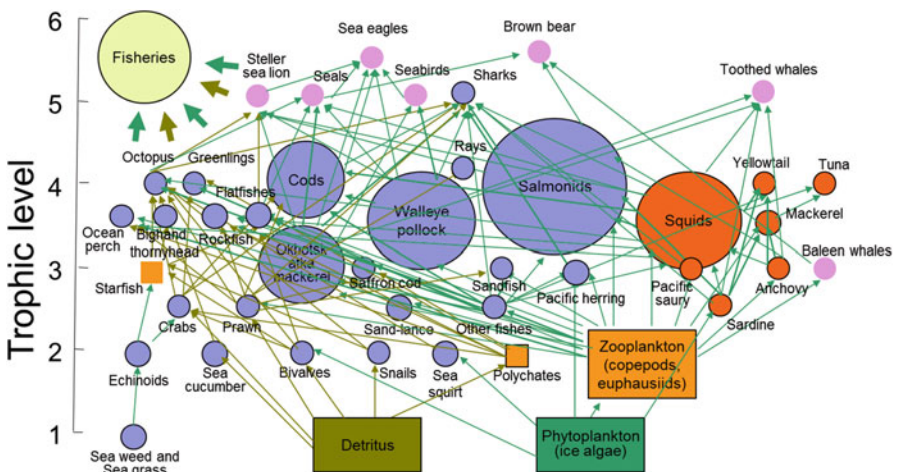 6
Fisheries
Steller
sea lion
Sea eagles
Seals
Seabirds
Sharks
Brown bear
Toothed whales
5
Octopus
Greenlings
Rays
Yellowtail
Tuna
4
Cods
Salmonids
Flatfishes
Walleye
pollock
Squids
Mackerel
Ocean
perch
Bighand
thornyhead
Rockfish
Okhotsk
atka
mackerel
Baleen whales
3
Starfish
Saffron cod
Sandfish
Pacific herring
Pacific
saury
Anchovy
Crabs
Prawn
Sand-lance
Other fishes
Sardine
2
Echinoids
Sea
cucumber
Bivalves
Snails
Sea
squirt
Polychates
Zooplankton
(copepods,
euphausiids)
1
Sea weed and
Sea grass
Detritus
Phytoplankton
(ice algae)
Trophic level